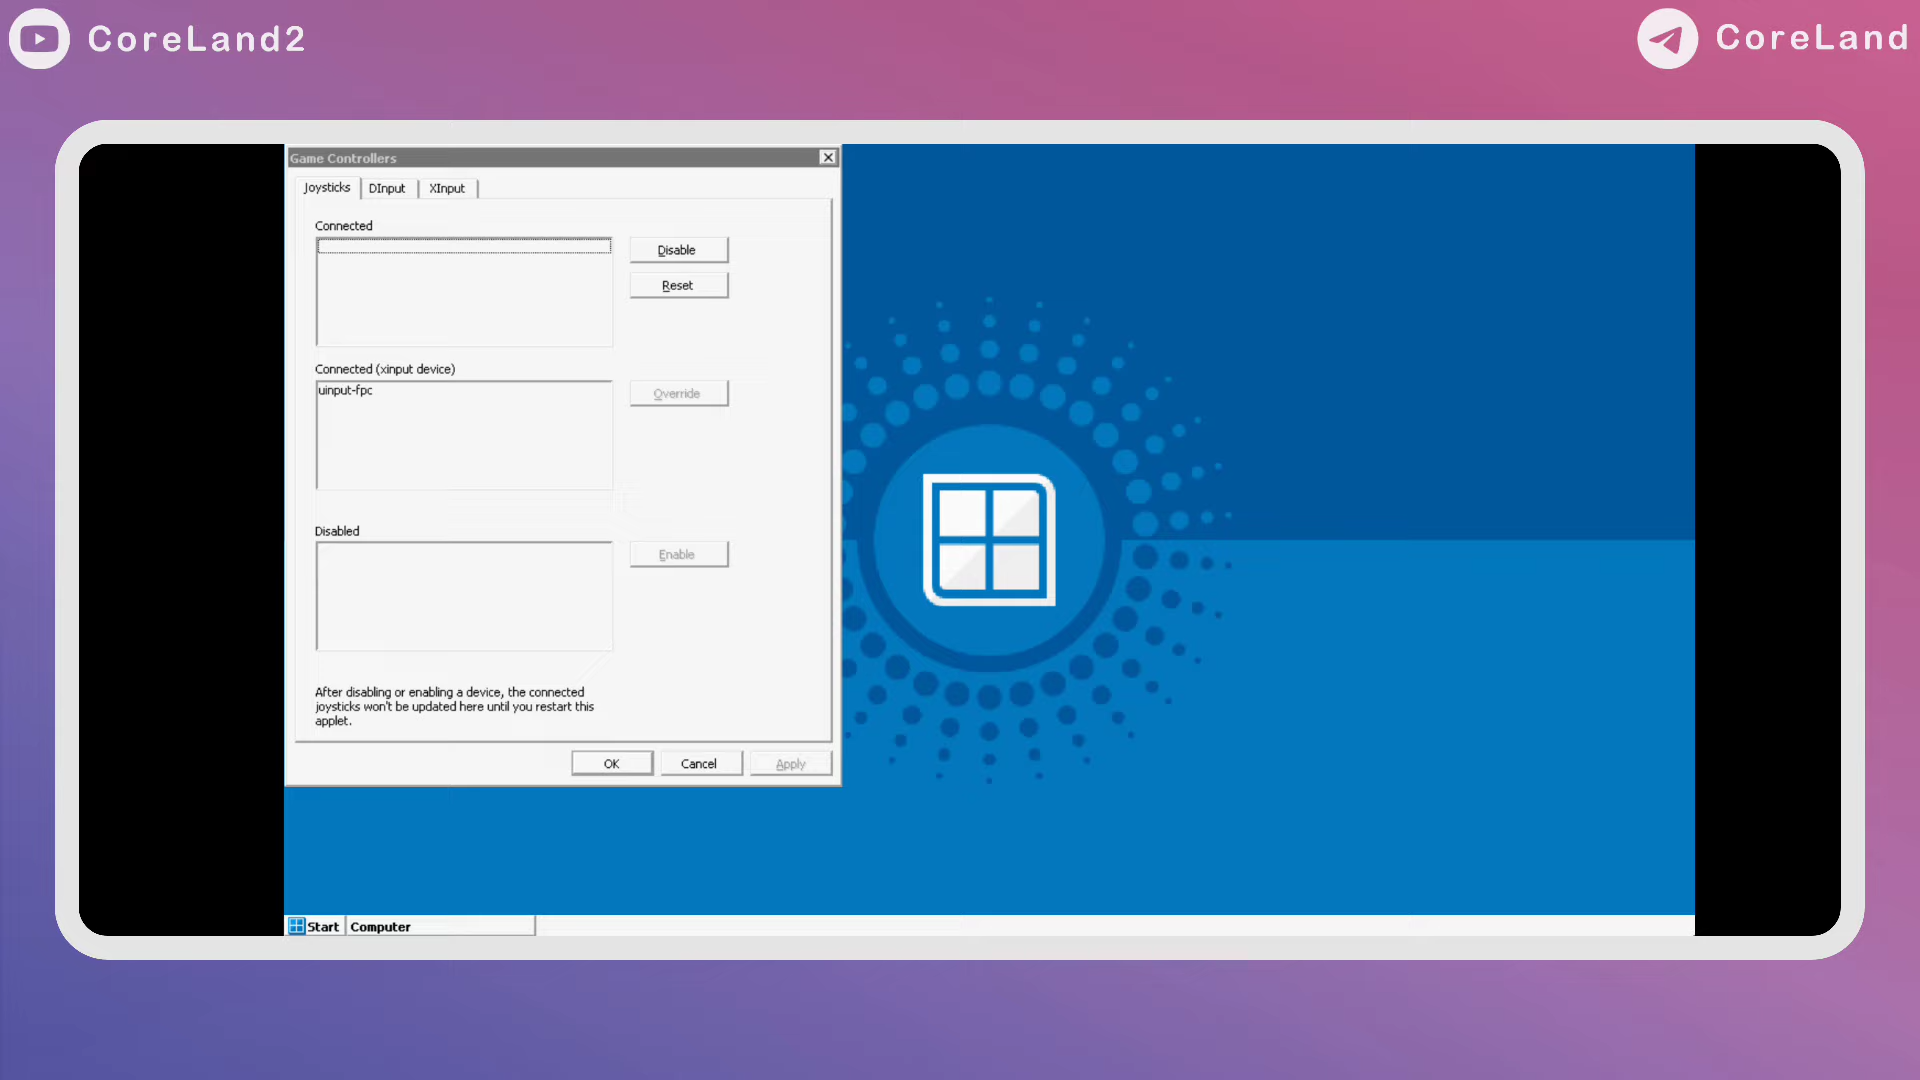 CoreLand2
CoreLand
Game Controllers
Joysticks
DInput
XInput
Connected
Disable
Reset
Connected (xinput device)
uinput-fpc
Override
Disabled
Enable
After disabling or enabling a device, the connected
joysticks won't be updated here until you restart this
applet.
OK
Cancel
Apply
Start
Computer